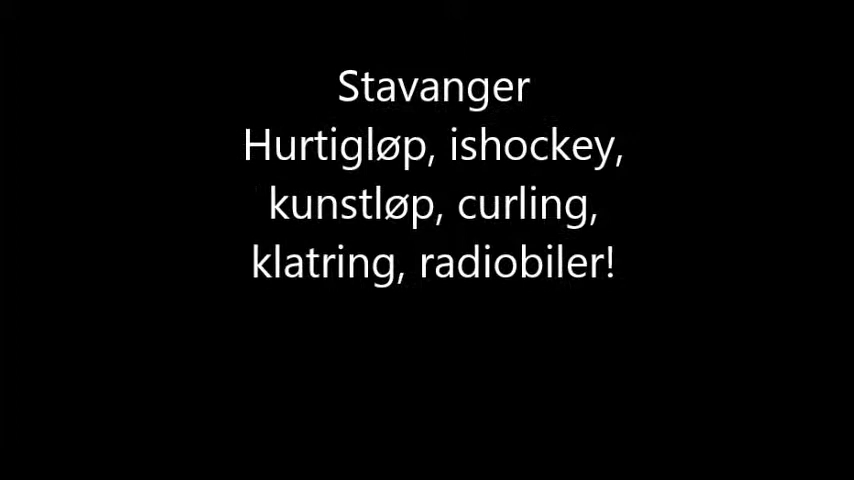 Stavanger
Hurtigløp, ishockey,
kunstløp, curling,
klatring, radiobiler!